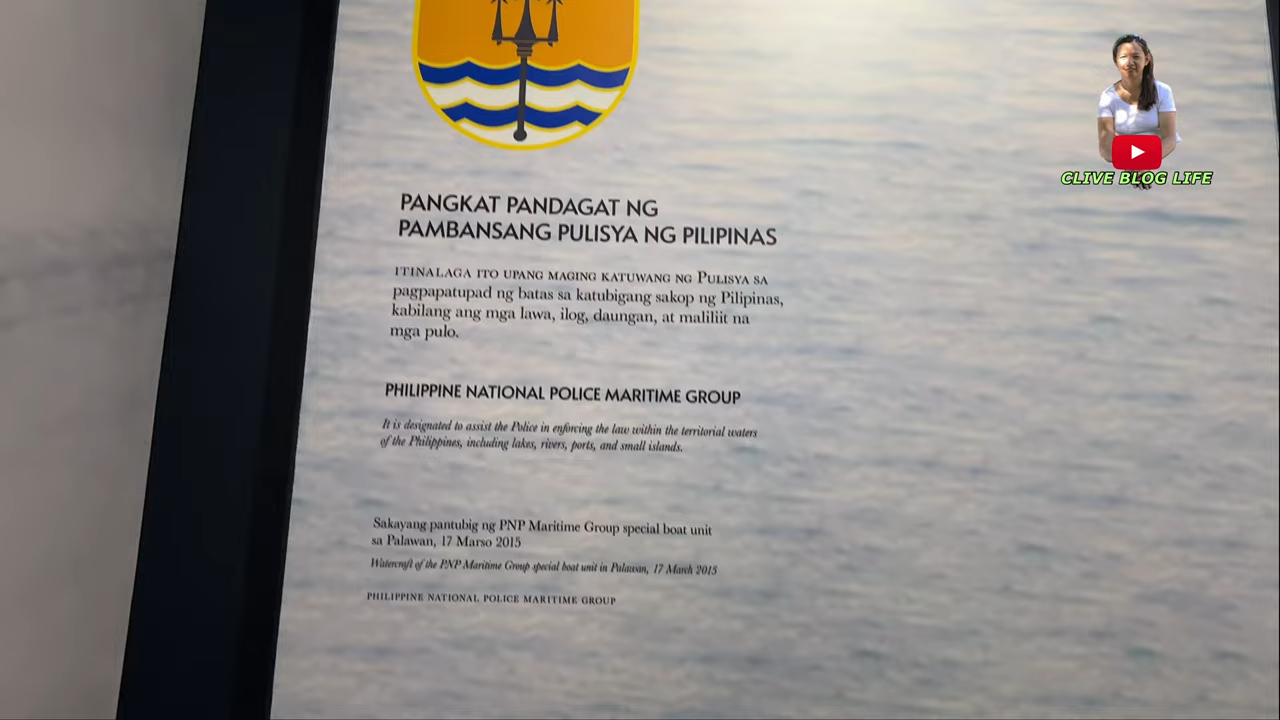 CLIVE BLOG LIFE
PANGKAT PANDAGAT NG
PAMBANSANG PULISYA NG PILIPINAS
ITINALAGA ITO UPANG MAGING KATUWANG NG PULISYA SA
pagpapatupad ng batas sa katubigang sakop ng Pilipinas,
kabilang ang mga lawa, ilog, daungan, at maliliit na
mga pulo.
PHILIPPINE NATIONAL POLICE MARITIME GROUP
It is designated to assist the Police in enforcing the law within the territorial waters
of the Philippines, including lakes, rivers, ports, and small islands.
Sakayang pantubig ng PNP Maritime Group special boat unit
sa Palawan, 17 Marso 2015
Watercraft of the PNP Maritime Group special boat unit in Palawan, 17 March 2015
PHILIPPINE NATIONAL POLICE MARITIME GROUP